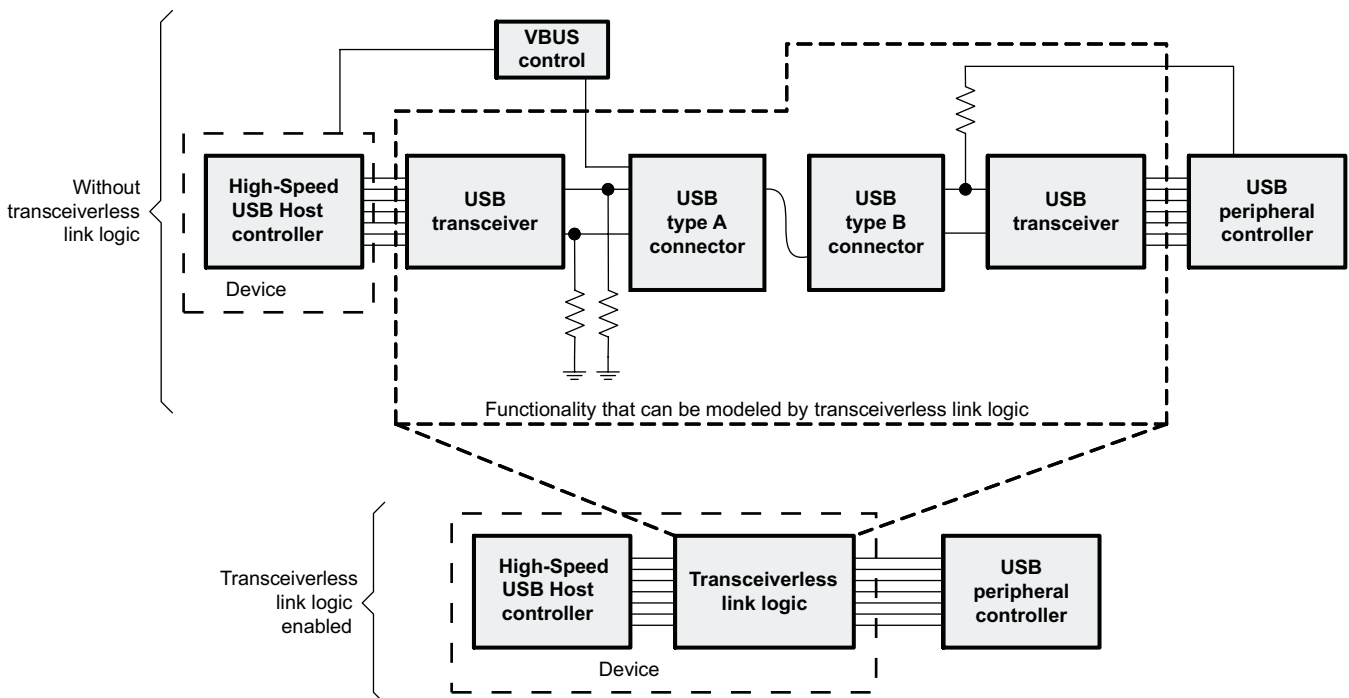 VBUS
control
Without
transceiverless
link logic
High-Speed
USB Host
controller
Device
USB
transceiver
USB
type A
connector
USB
type B
connector
USB
transceiver
USB
peripheral
controller
Functionality that can be modeled by transceiverless link logic
Transceiverless
link logic
enabled
High-Speed
USB Host
controller
Transceiverless
link logic
Device
USB
peripheral
controller